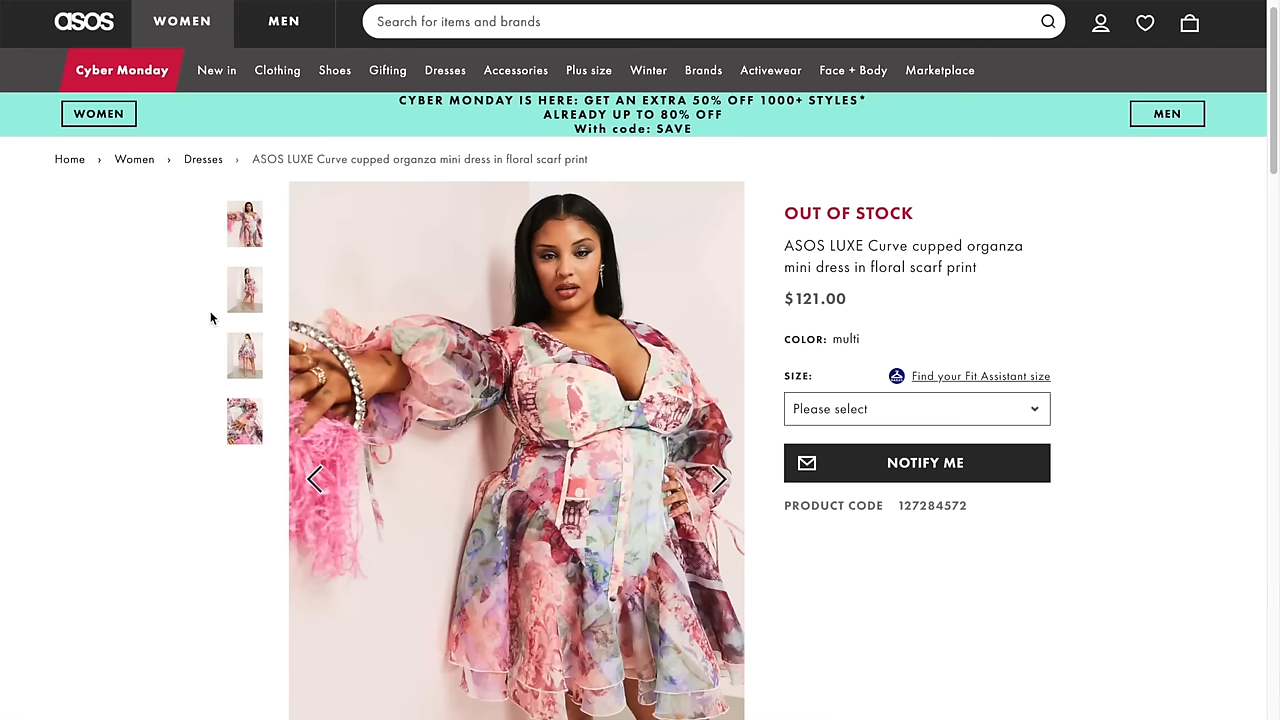 asos
WOMEN
MEN
Search for items and brands
Cyber Monday
New in
Clothing
Shoes
Gifting
Dresses
Accessories
Plus size
Winter
Brands
Activewear
Face + Body
Marketplace
WOMEN
CYBER MONDAY IS HERE: GET AN EXTRA 50% OFF 1000+ STYLES*
ALREADY UP TO 80% OFF
With code: SAVE
MEN
Home › Women › Dresses › ASOS LUXE Curve cupped organza mini dress in floral scarf print
OUT OF STOCK
ASOS LUXE Curve cupped organza
mini dress in floral scarf print
$121.00
COLOR: multi
SIZE:
Find your Fit Assistant size
Please select
NOTIFY ME
PRODUCT CODE 127284572